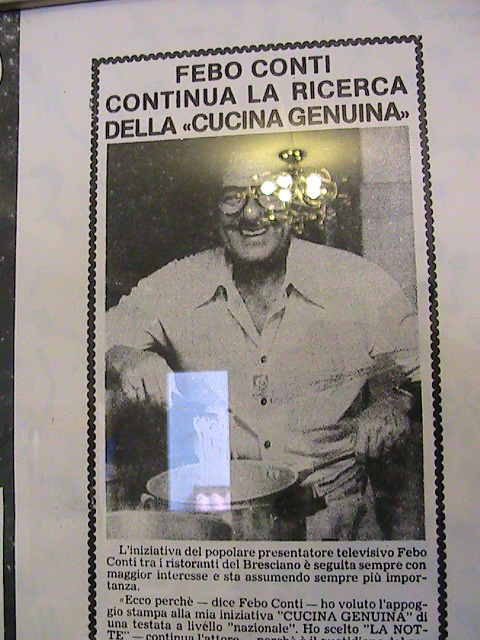 FEBO CONTI
CONTINUA LA RICERCA
DELLA «CUCINA GENUINA»
L'iniziativa del popolare presentatore televisivo Febo
Conti tra i ristoranti del Bresciano è seguita sempre con
maggior interesse e sta assumendo sempre più impor-
tanza.
«Ecco perchè — dice Febo Conti — ho voluto l'appog-
gio stampa alla mia iniziativa "CUCINA GENUINA" di
una testata a livello "nazionale". Ho scelto "LA NOT-
TE" — continua l'attore — perchè è il quotidiano